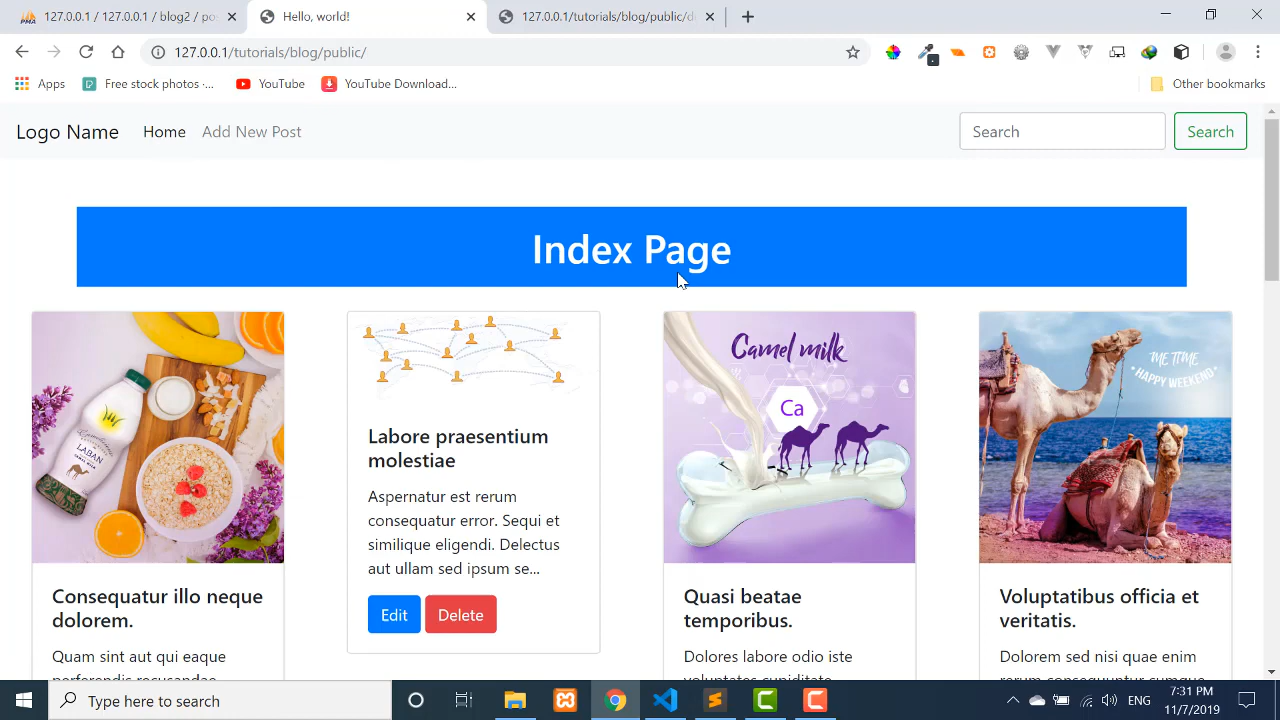 127.0.0.1 / 127.0.0.1 / blog2 / po
Hello, world!
127.0.0.1/tutorials/blog/public/d
127.0.0.1/tutorials/blog/public/
Apps
Free stock photos ·...
YouTube
YouTube Download...
Other bookmarks
Logo Name
Home
Add New Post
Search
Search
Index Page
LABAN
Camel milk
Ca
ME TIME
• HAPPY WEEKEND •
Labore praesentium
molestiae
Aspernatur est rerum
consequatur error. Sequi et
similique eligendi. Delectus
aut ullam sed ipsum se...
Edit
Delete
Consequatur illo neque
dolorem.
Quam sint aut qui eaque
Quasi beatae
temporibus.
Dolores labore odio iste
Voluptatibus officia et
veritatis.
Dolorem sed nisi quae enim
Type here to search
ENG
7:31 PM
11/7/2019